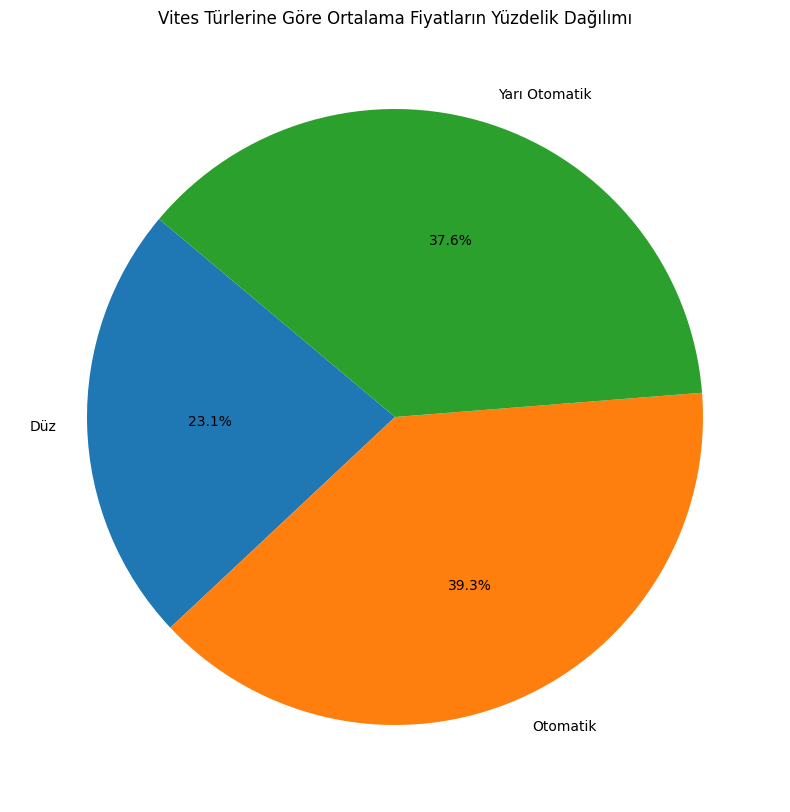 Vites Türlerine Göre Ortalama Fiyatların Yüzdelik Dağılımı
Yarı Otomatik
37.6%
Düz
23.1%
39.3%
Otomatik